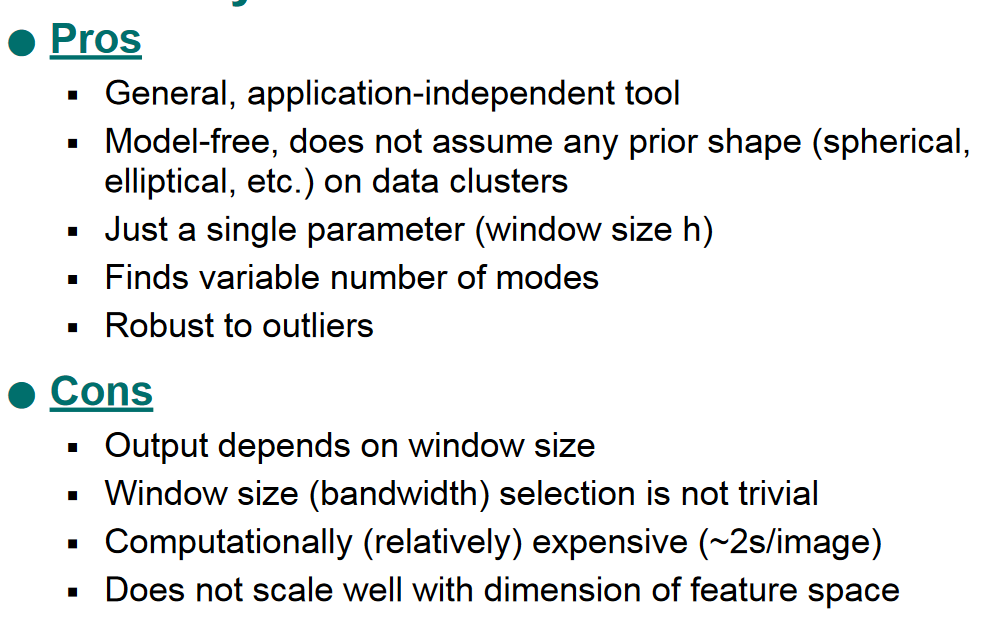 Pros
General, application-independent tool
Model-free, does not assume any prior shape (spherical,
elliptical, etc.) on data clusters
Just a single parameter (window size h)
Finds variable number of modes
Robust to outliers
Cons
Output depends on window size
Window size (bandwidth) selection is not trivial
Computationally (relatively) expensive (~2s/image)
Does not scale well with dimension of feature space